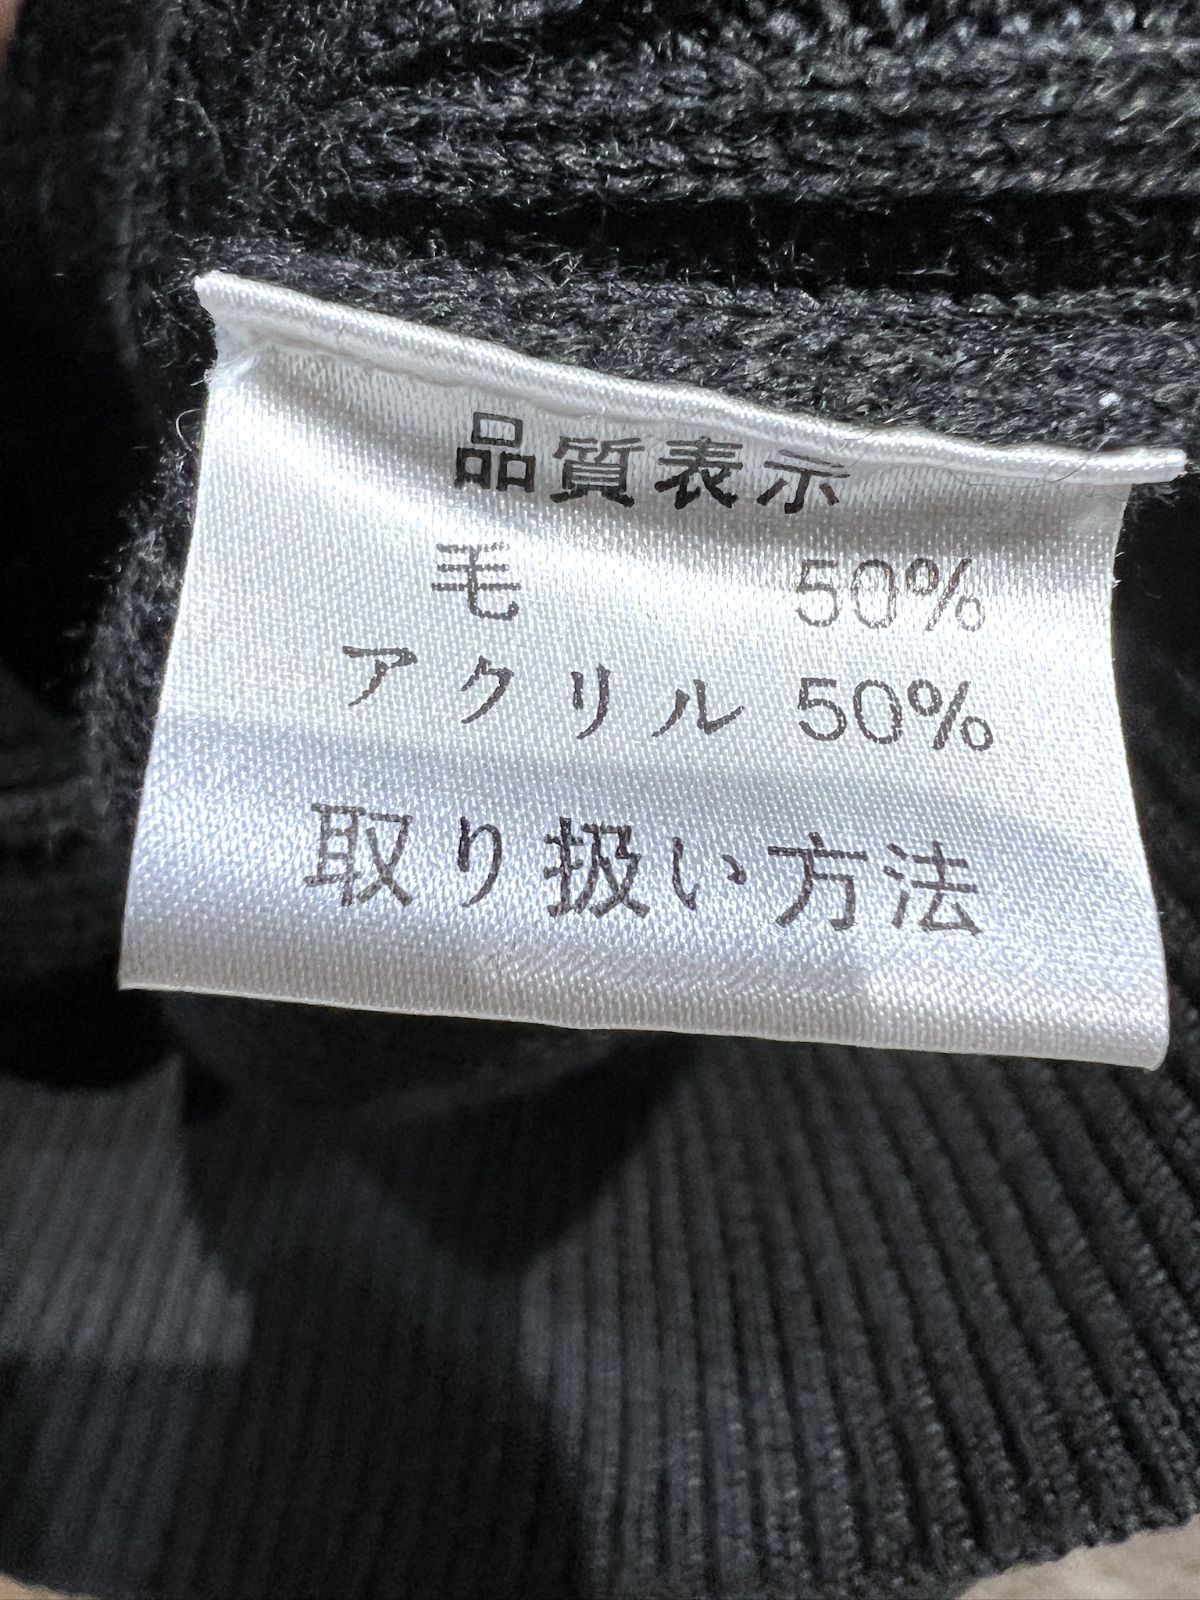 品質表示
毛 50%
アクリル 50%
取り扱い方法